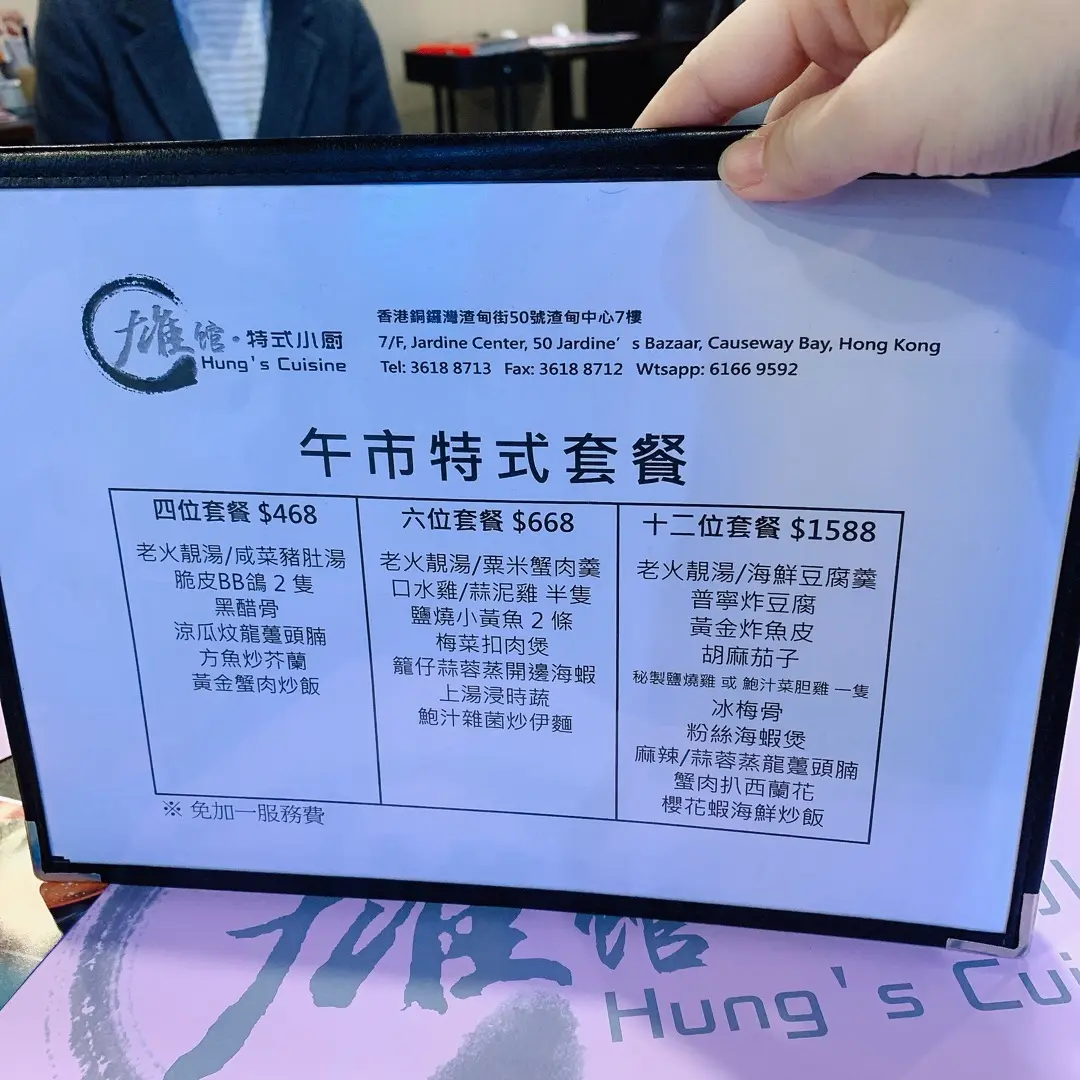 雄館·特式小厨
Hung's Cuisine
香港銅鑼灣渣甸街50號渣甸中心7樓
7/F, Jardine Center, 50 Jardine's Bazaar, Causeway Bay, Hong Kong
Tel: 3618 8713 Fax: 3618 8712 Wtsapp: 6166 9592
午市特式套餐
四位套餐 $468
老火靚湯/咸菜豬肚湯
脆皮BB鴿 2 隻
黑醋骨
涼瓜炆龍躉頭腩
方魚炒芥蘭
黃金蟹肉炒飯
六位套餐 $668
老火靚湯/粟米蟹肉羹
口水雞/蒜泥雞 半隻
鹽燒小黃魚 2 條
梅菜扣肉煲
籠仔蒜蓉蒸開邊海蝦
上湯浸時蔬
鮑汁雜菌炒伊麵
十二位套餐 $1588
老火靚湯/海鮮豆腐羹
普寧炸豆腐
黃金炸魚皮
胡麻茄子
秘製鹽燒雞 或 鮑汁菜胆雞 一隻
冰梅骨
粉絲海蝦煲
麻辣/蒜蓉蒸龍躉頭腩
蟹肉扒西蘭花
櫻花蝦海鮮炒飯
※ 免加一服務費
雄館
Hung's Cui